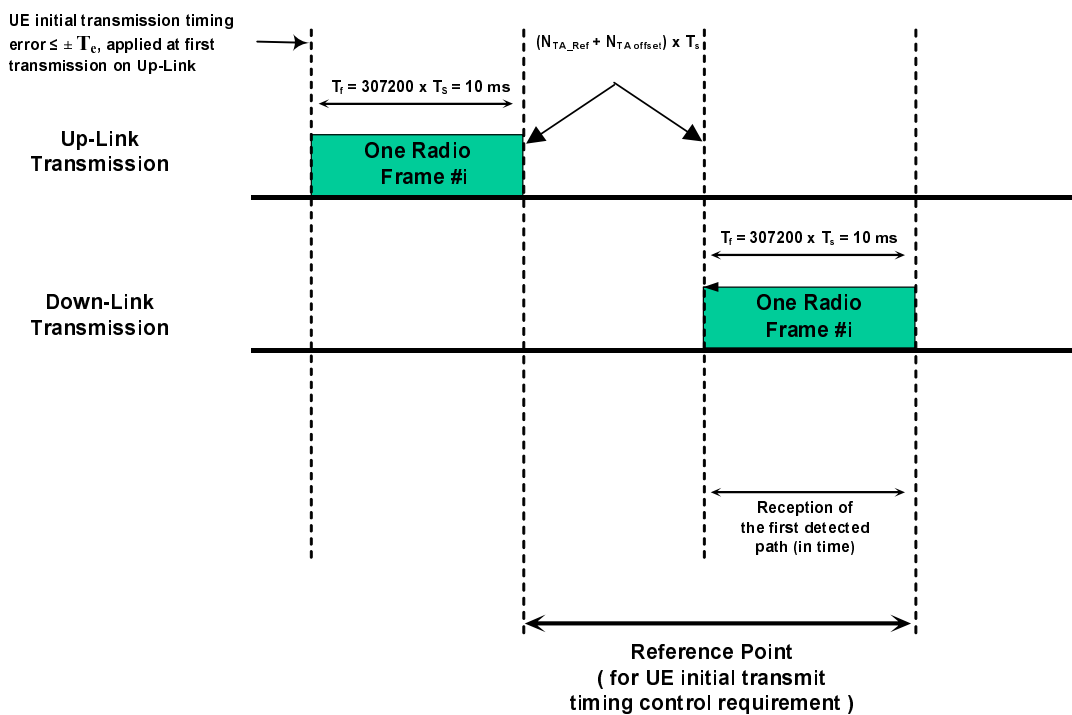 UE initial transmission timing
error ≤ ± Te, applied at first
transmission on Up-Link
(NTA_Ref + NTA offset) x Ts
Tf = 307200 x TS = 10 ms
Up-Link
Transmission
One Radio
Frame #i
Tf = 307200 x Ts = 10 ms
Down-Link
Transmission
One Radio
Frame #i
Reception of
the first detected
path (in time)
Reference Point
( for UE initial transmit
timing control requirement )